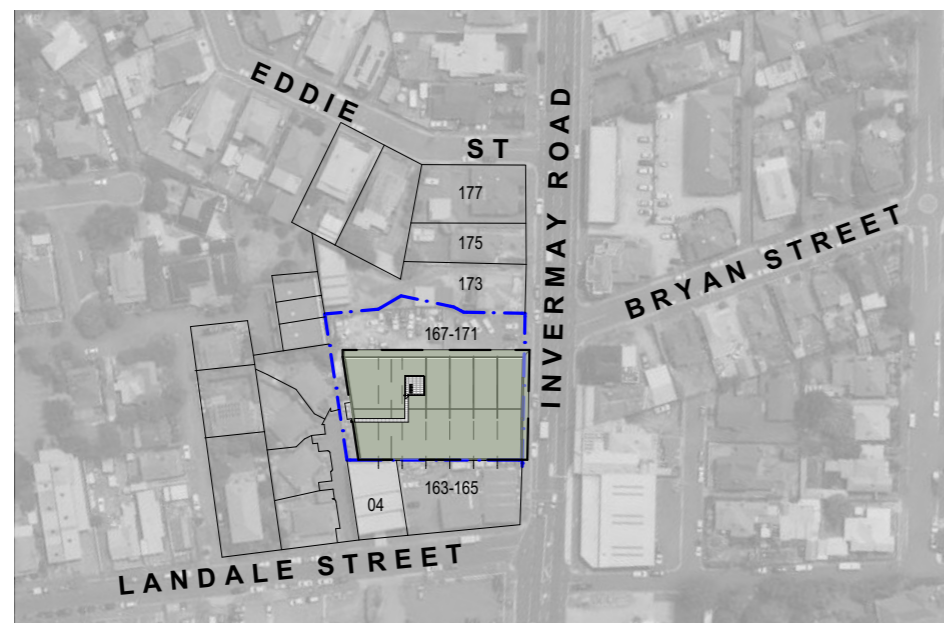 EDDIE ST
177
175
173
INVERMAY ROAD
BRYAN STREET
167-171
163-165
04
LANDALE STREET